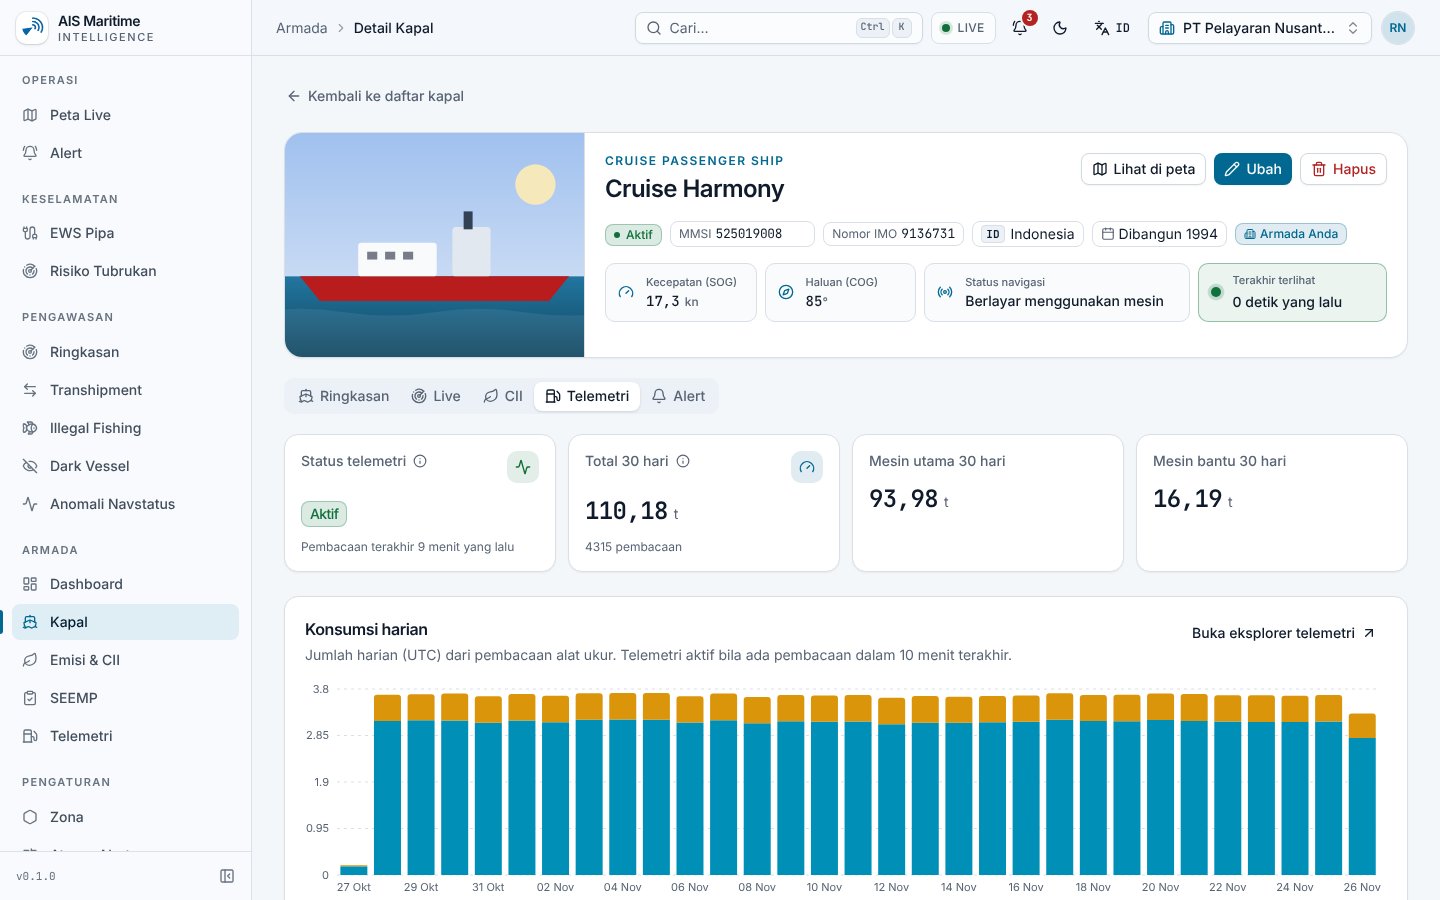 AIS Maritime
INTELLIGENCE
Armada > Detail Kapal
Cari...
Ctrl K
LIVE
3
ID
PT Pelayaran Nusant...
RN
OPERASI
Peta Live
Alert
KESELAMATAN
EWS Pipa
Risiko Tubrukan
PENGAWASAN
Ringkasan
Transhipment
Illegal Fishing
Dark Vessel
Anomali Navstatus
ARMADA
Dashboard
Kapal
Emisi & CII
SEEMP
Telemetri
PENGATURAN
Zona
v0.1.0
Kembali ke daftar kapal
CRUISE PASSENGER SHIP
Cruise Harmony
Lihat di peta
Ubah
Hapus
Aktif
MMSI 525019008
Nomor IMO 9136731
ID Indonesia
Dibangun 1994
Armada Anda
Kecepatan (SOG)
17,3 kn
Haluan (COG)
85°
Status navigasi
Berlayar menggunakan mesin
Terakhir terlihat
0 detik yang lalu
Ringkasan
Live
CII
Telemetri
Alert
Status telemetri
Aktif
Pembacaan terakhir 9 menit yang lalu
Total 30 hari
110,18 t
4315 pembacaan
Mesin utama 30 hari
93,98 t
Mesin bantu 30 hari
16,19 t
Konsumsi harian
Buka eksplorer telemetri
Jumlah harian (UTC) dari pembacaan alat ukur. Telemetri aktif bila ada pembacaan dalam 10 menit terakhir.
3.8
2.85
1.9
0.95
0
27 Okt 29 Okt 31 Okt 02 Nov 04 Nov 06 Nov 08 Nov 10 Nov 12 Nov 14 Nov 16 Nov 18 Nov 20 Nov 22 Nov 24 Nov 26 Nov